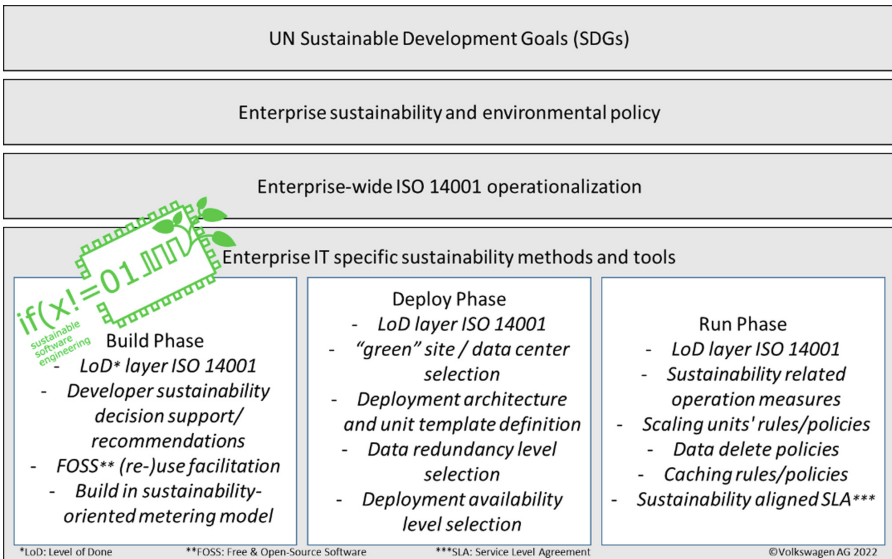 UN Sustainable Development Goals (SDGs)
Enterprise sustainability and environmental policy
Enterprise-wide ISO 14001 operationalization
Enterprise IT specific sustainability methods and tools
if(x!=01
sustainable
software
engineering
Build Phase
- LoD* layer ISO 14001
- Developer sustainability
decision support/
recommendations
- FOSS** (re-)use facilitation
- Build in sustainability-
oriented metering model
Deploy Phase
- LoD layer ISO 14001
- “green” site / data center
selection
- Deployment architecture
and unit template definition
- Data redundancy level
selection
- Deployment availability
level selection
Run Phase
- LoD layer ISO 14001
- Sustainability related
operation measures
- Scaling units' rules/policies
- Data delete policies
- Caching rules/policies
- Sustainability aligned SLA***
*LoD: Level of Done
**FOSS: Free & Open-Source Software
***SLA: Service Level Agreement
©Volkswagen AG 2022